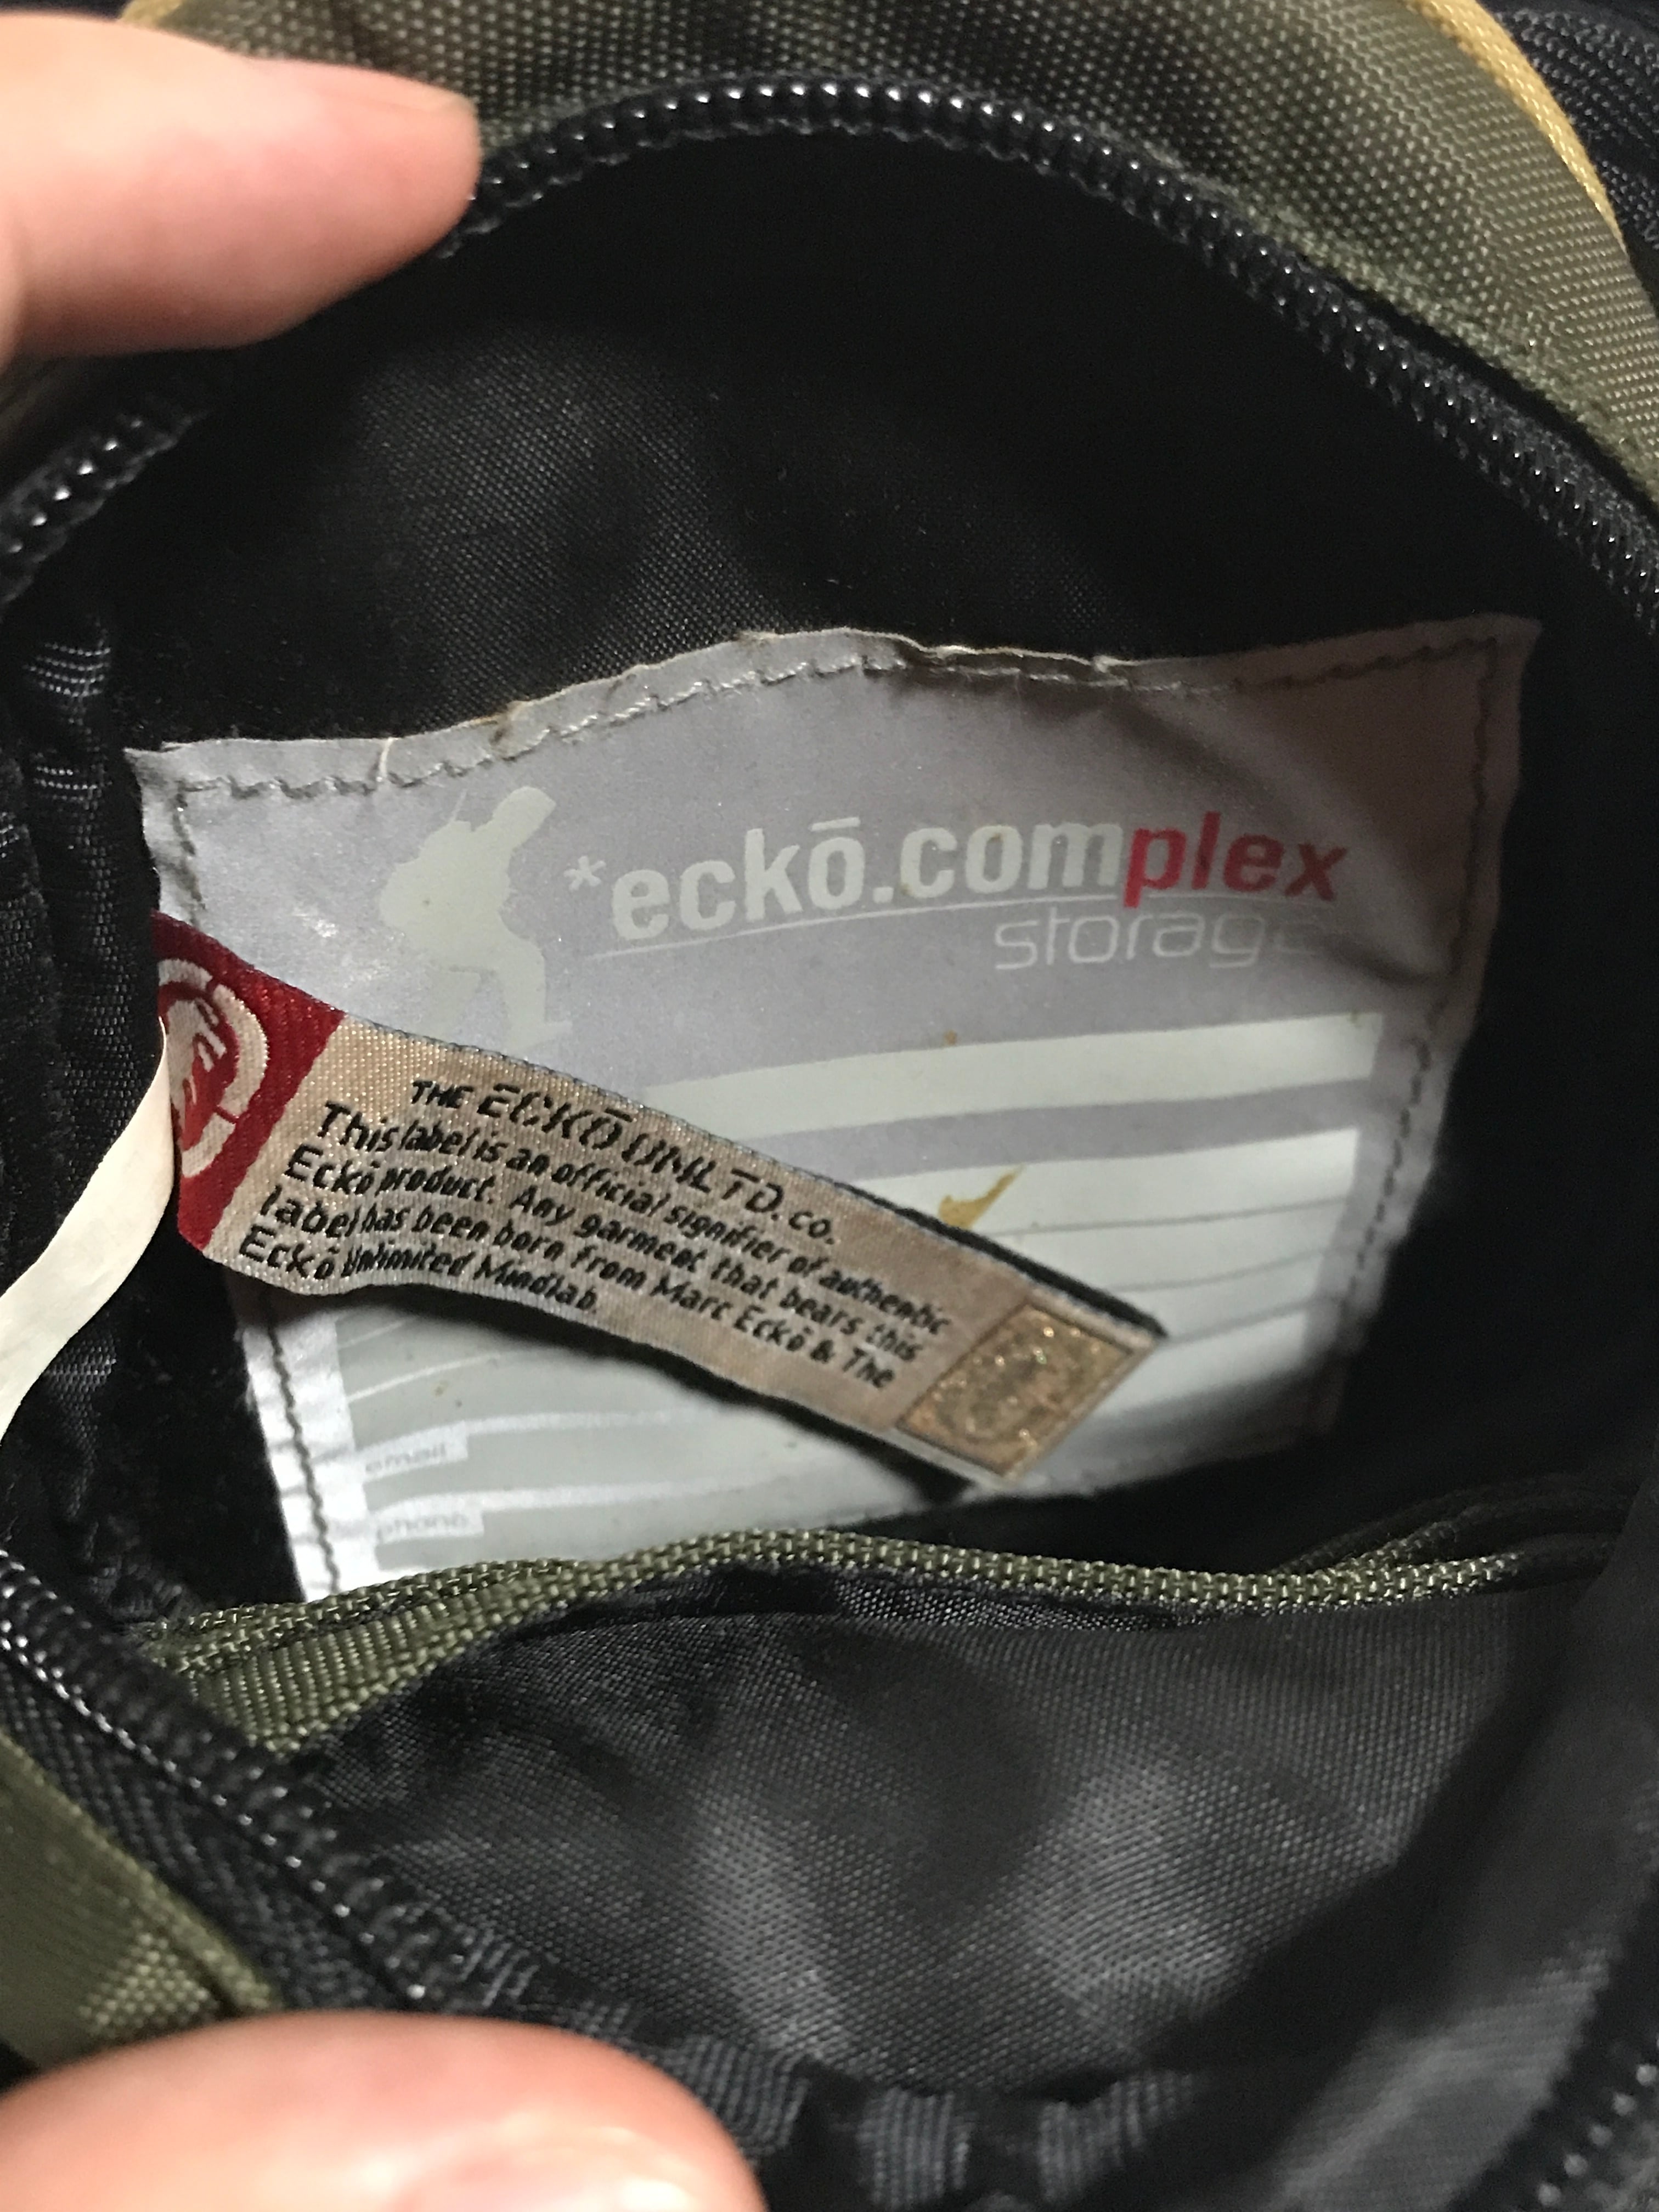 *eckō.complex
storage
THE ECKŌ UNLTD. CO.
This label is an official signifier of authentic
Eckō product. Any garment that bears this
label has been born from Marc Eckō & The
Eckō Unlimited Mindlab.
email
phone